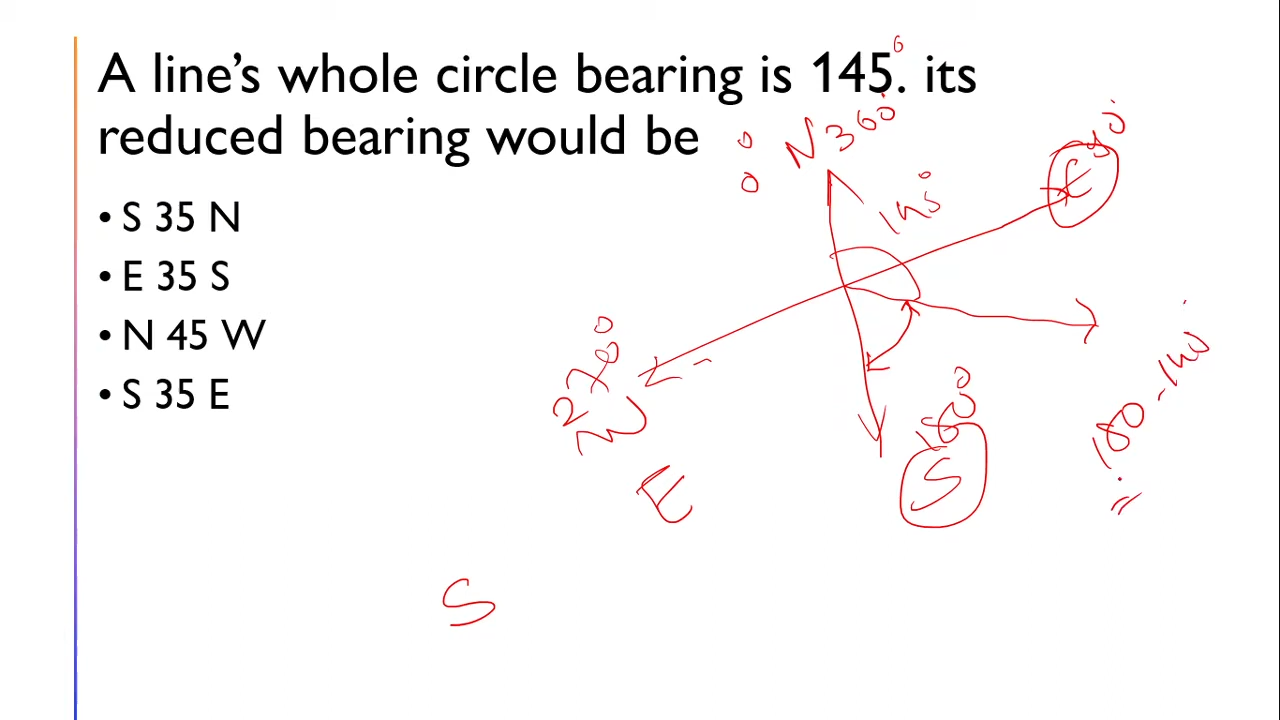 A line's whole circle bearing is 145°. its
reduced bearing would be
• S 35 N
• E 35 S
• N 45 W
• S 35 E
0°
N 360°
E 90°
145°
270°
W
180°
S
E
S
= 180 -